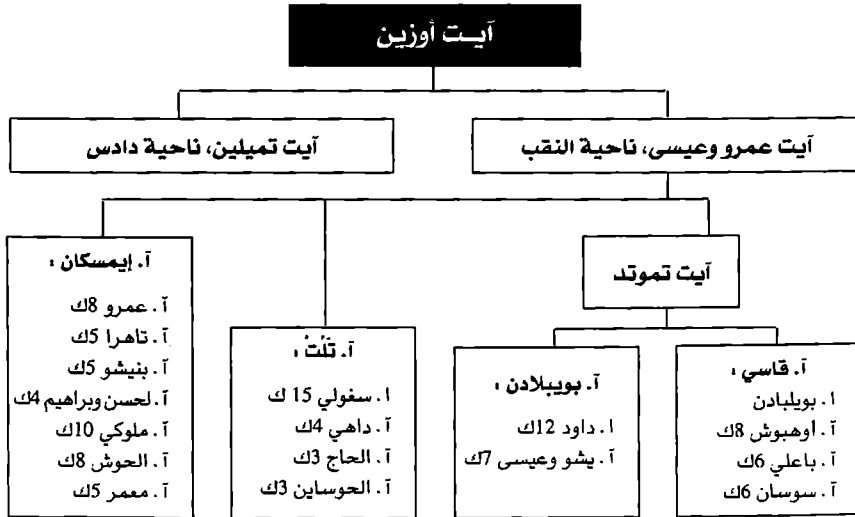 آيت أوزين
آيت عمرو وعيسى، ناحية النقب
آيت تميلين، ناحية دادس
آيت تموتد
آ. قاسي :
ا. بويلبادن
آ. اوهبوش 8ك
آ. باعلي 6ك
آ. سوسان 6ك
آ. بويبلادن :
ا. داود 12ك
آ. يشو وعيسى 7ك
آ. تَلْتْ :
ا. سغولي 15 ك
آ. داهي 4ك
آ. الحاج 3ك
آ. الحوساين 3ك
آ. إيمسكان :
آ. عمرو 8ك
آ. تاهرا 5ك
آ. بنيشو 5ك
آ. لحسن وبراهيم 4ك
آ. ملوكي 10ك
آ. الحوش 8ك
آ. معمر 5ك